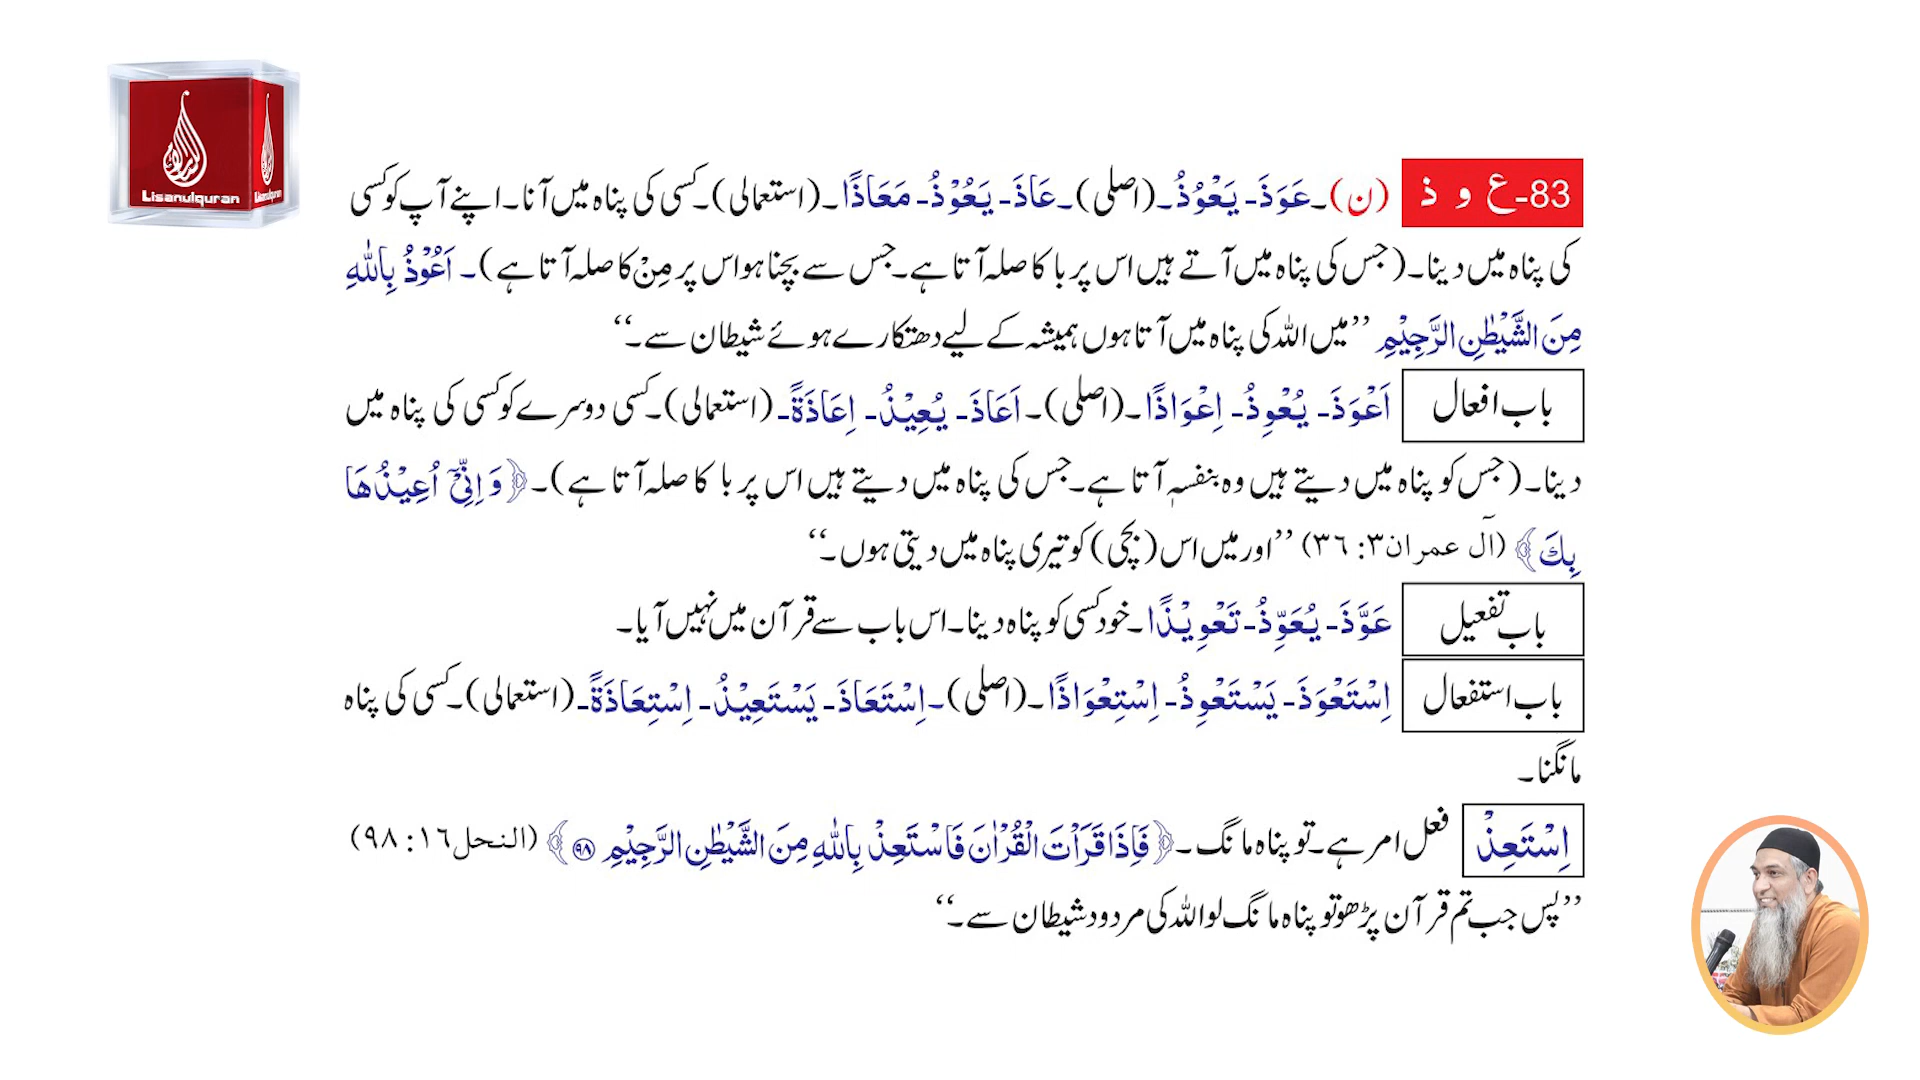 Lisanulquran
83-ع و ذ (ن)۔عَوَذَ۔ يَعْوُذُ۔(اصلی)۔عَاذَ۔ يَعُوْذُ۔ مَعَاذًا۔(استعمالی)۔کسی کی پناہ میں آنا۔اپنے آپ کو کسی
کی پناہ میں دینا۔(جس کی پناہ میں آتے ہیں اس پر با کا صلہ آتا ہے۔جس سے بچنا ہو اس پر مِنْ کا صلہ آتا ہے)۔ اَعُوْذُ بِاللّٰهِ
مِنَ الشَّيْطٰنِ الرَّجِيْمِ ’’میں اللہ کی پناہ میں آتا ہوں ہمیشہ کے لیے دھتکارے ہوئے شیطان سے۔‘‘
باب افعال اَعْوَذَ۔ يُعْوِذُ۔ اِعْوَاذًا۔(اصلی)۔اَعَاذَ۔ يُعِيْذُ۔ اِعَاذَةً۔(استعمالی)۔کسی دوسرے کو کسی کی پناہ میں
دینا۔(جس کو پناہ میں دیتے ہیں وہ بنفسہٖ آتا ہے۔جس کی پناہ میں دیتے ہیں اس پر با کا صلہ آتا ہے)۔﴿وَاِنِّيْٓ اُعِيْذُهَا
بِكَ﴾ (آل عمران٣: ٣٦) ’’اور میں اس (بچی) کو تیری پناہ میں دیتی ہوں۔‘‘
باب تفعیل عَوَّذَ۔ يُعَوِّذُ۔ تَعْوِيْذًا۔خود کسی کو پناہ دینا۔اس باب سے قرآن میں نہیں آیا۔
باب استفعال اِسْتَعْوَذَ۔ يَسْتَعْوِذُ۔ اِسْتِعْوَاذًا۔(اصلی)۔اِسْتَعَاذَ۔ يَسْتَعِيْذُ۔ اِسْتِعَاذَةً۔(استعمالی)۔کسی کی پناہ
مانگنا۔
اِسْتَعِذْ فعل امر ہے۔تو پناہ مانگ۔﴿فَاِذَا قَرَاْتَ الْقُرْاٰنَ فَاسْتَعِذْ بِاللّٰهِ مِنَ الشَّيْطٰنِ الرَّجِيْمِ ۝٩٨﴾ (النحل١٦: ٩٨)
’’پس جب تم قرآن پڑھو تو پناہ مانگ لو اللہ کی مردود شیطان سے۔‘‘